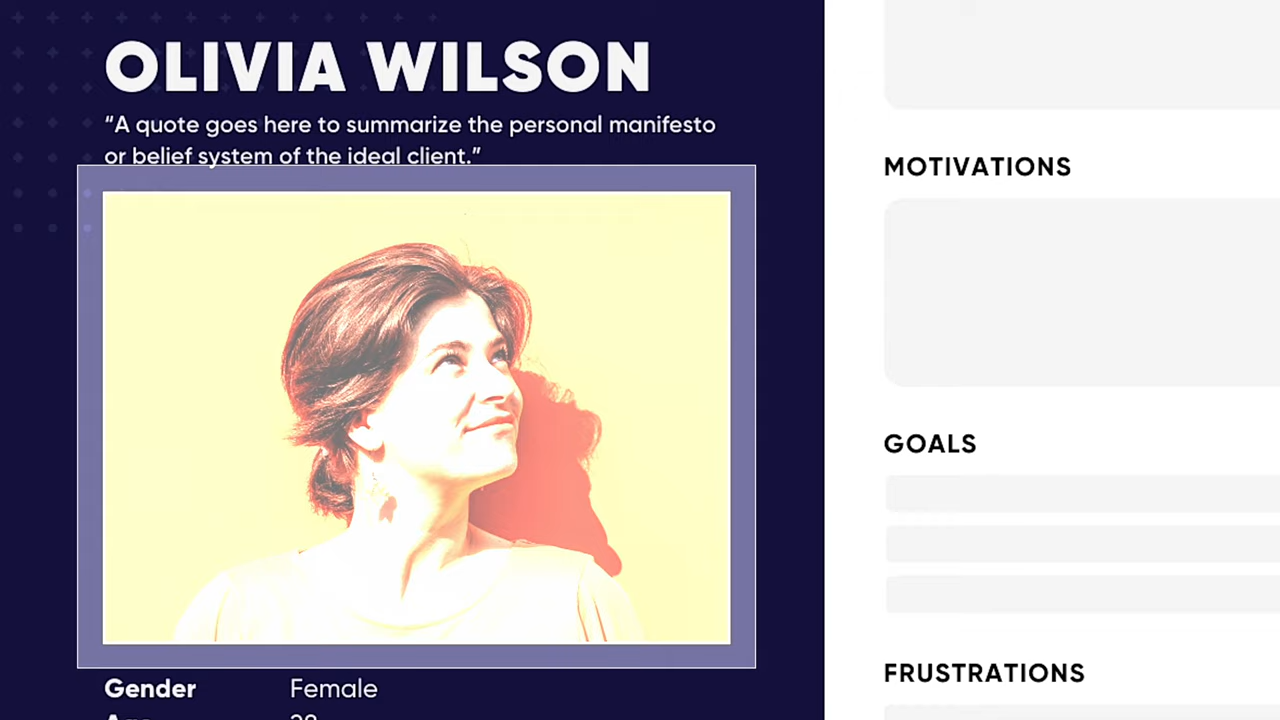 OLIVIA WILSON
“A quote goes here to summarize the personal manifesto
or belief system of the ideal client.”
Gender Female
MOTIVATIONS
GOALS
FRUSTRATIONS